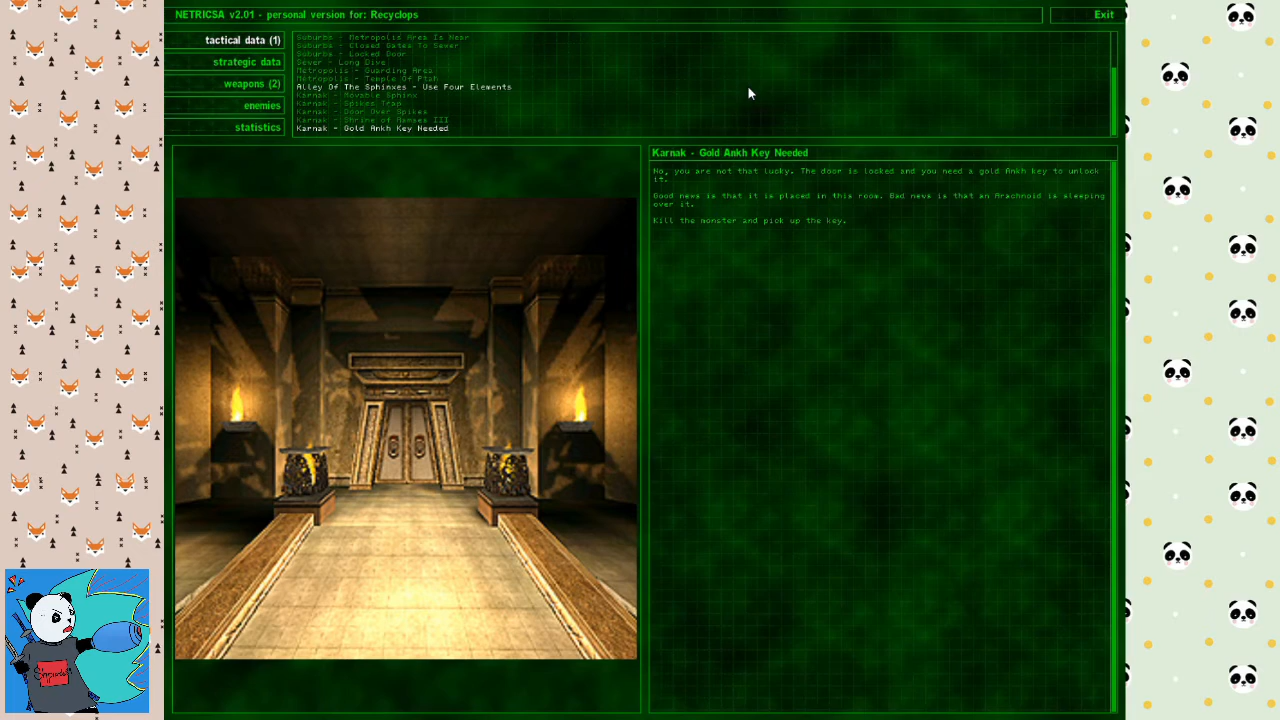 NETRICSA v2.01 - personal version for: Recyclops
Exit
tactical data (1)
strategic data
weapons (2)
enemies
statistics
Suburbs - Metropolis Area Is Near
Suburbs - Closed Gates To Sewer
Suburbs - Locked Door
Sewer - Long Dive
Metropolis - Guarding Area
Metropolis - Temple Of Ptah
Alley Of The Sphinxes - Use Four Elements
Karnak - Movable Sphinx
Karnak - Spikes Trap
Karnak - Door Over Spikes
Karnak - Shrine of Ramses III
Karnak - Gold Ankh Key Needed
Karnak - Gold Ankh Key Needed
No, you are not that lucky. The door is locked and you need a gold Ankh key to unlock
it.
Good news is that it is placed in this room. Bad news is that an Arachnoid is sleeping
over it.
Kill the monster and pick up the key.